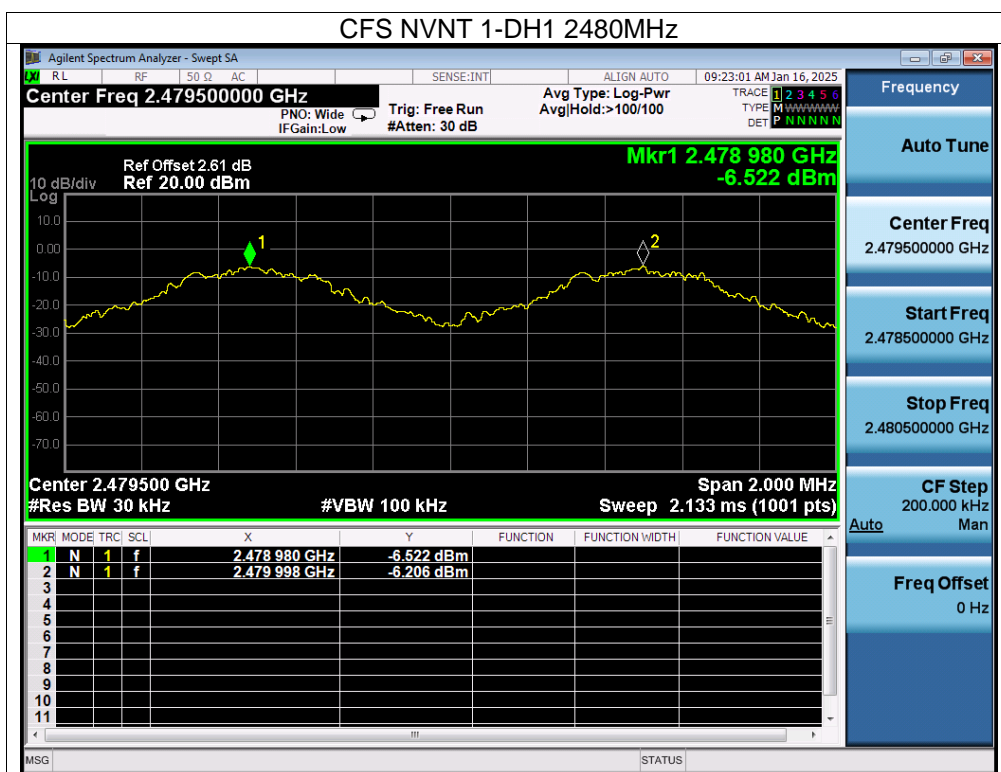 CFS NVNT 1-DH1 2480MHz
Agilent Spectrum Analyzer - Swept SA
LXI RL RF 50 Ω AC SENSE:INT ALIGN AUTO 09:23:01 AM Jan 16, 2025
Center Freq 2.479500000 GHz
PNO: Wide
IFGain:Low
Trig: Free Run
#Atten: 30 dB
Avg Type: Log-Pwr
Avg|Hold:>100/100
TRACE 1 2 3 4 5 6
TYPE M WWWWW
DET P N N N N N
Mkr1 2.478 980 GHz
-6.522 dBm
Ref Offset 2.61 dB
10 dB/div Ref 20.00 dBm
Log
10.0
0.00
-10.0
-20.0
-30.0
-40.0
-50.0
-60.0
-70.0
1
2
Center 2.479500 GHz Span 2.000 MHz
#Res BW 30 kHz #VBW 100 kHz Sweep 2.133 ms (1001 pts)
MKR MODE TRC SCL X Y FUNCTION FUNCTION WIDTH FUNCTION VALUE
1 N 1 f 2.478 980 GHz -6.522 dBm
2 N 1 f 2.479 998 GHz -6.206 dBm
3
4
5
6
7
8
9
10
11
MSG STATUS
Frequency
Auto Tune
Center Freq
2.479500000 GHz
Start Freq
2.478500000 GHz
Stop Freq
2.480500000 GHz
CF Step
200.000 kHz
Auto Man
Freq Offset
0 Hz